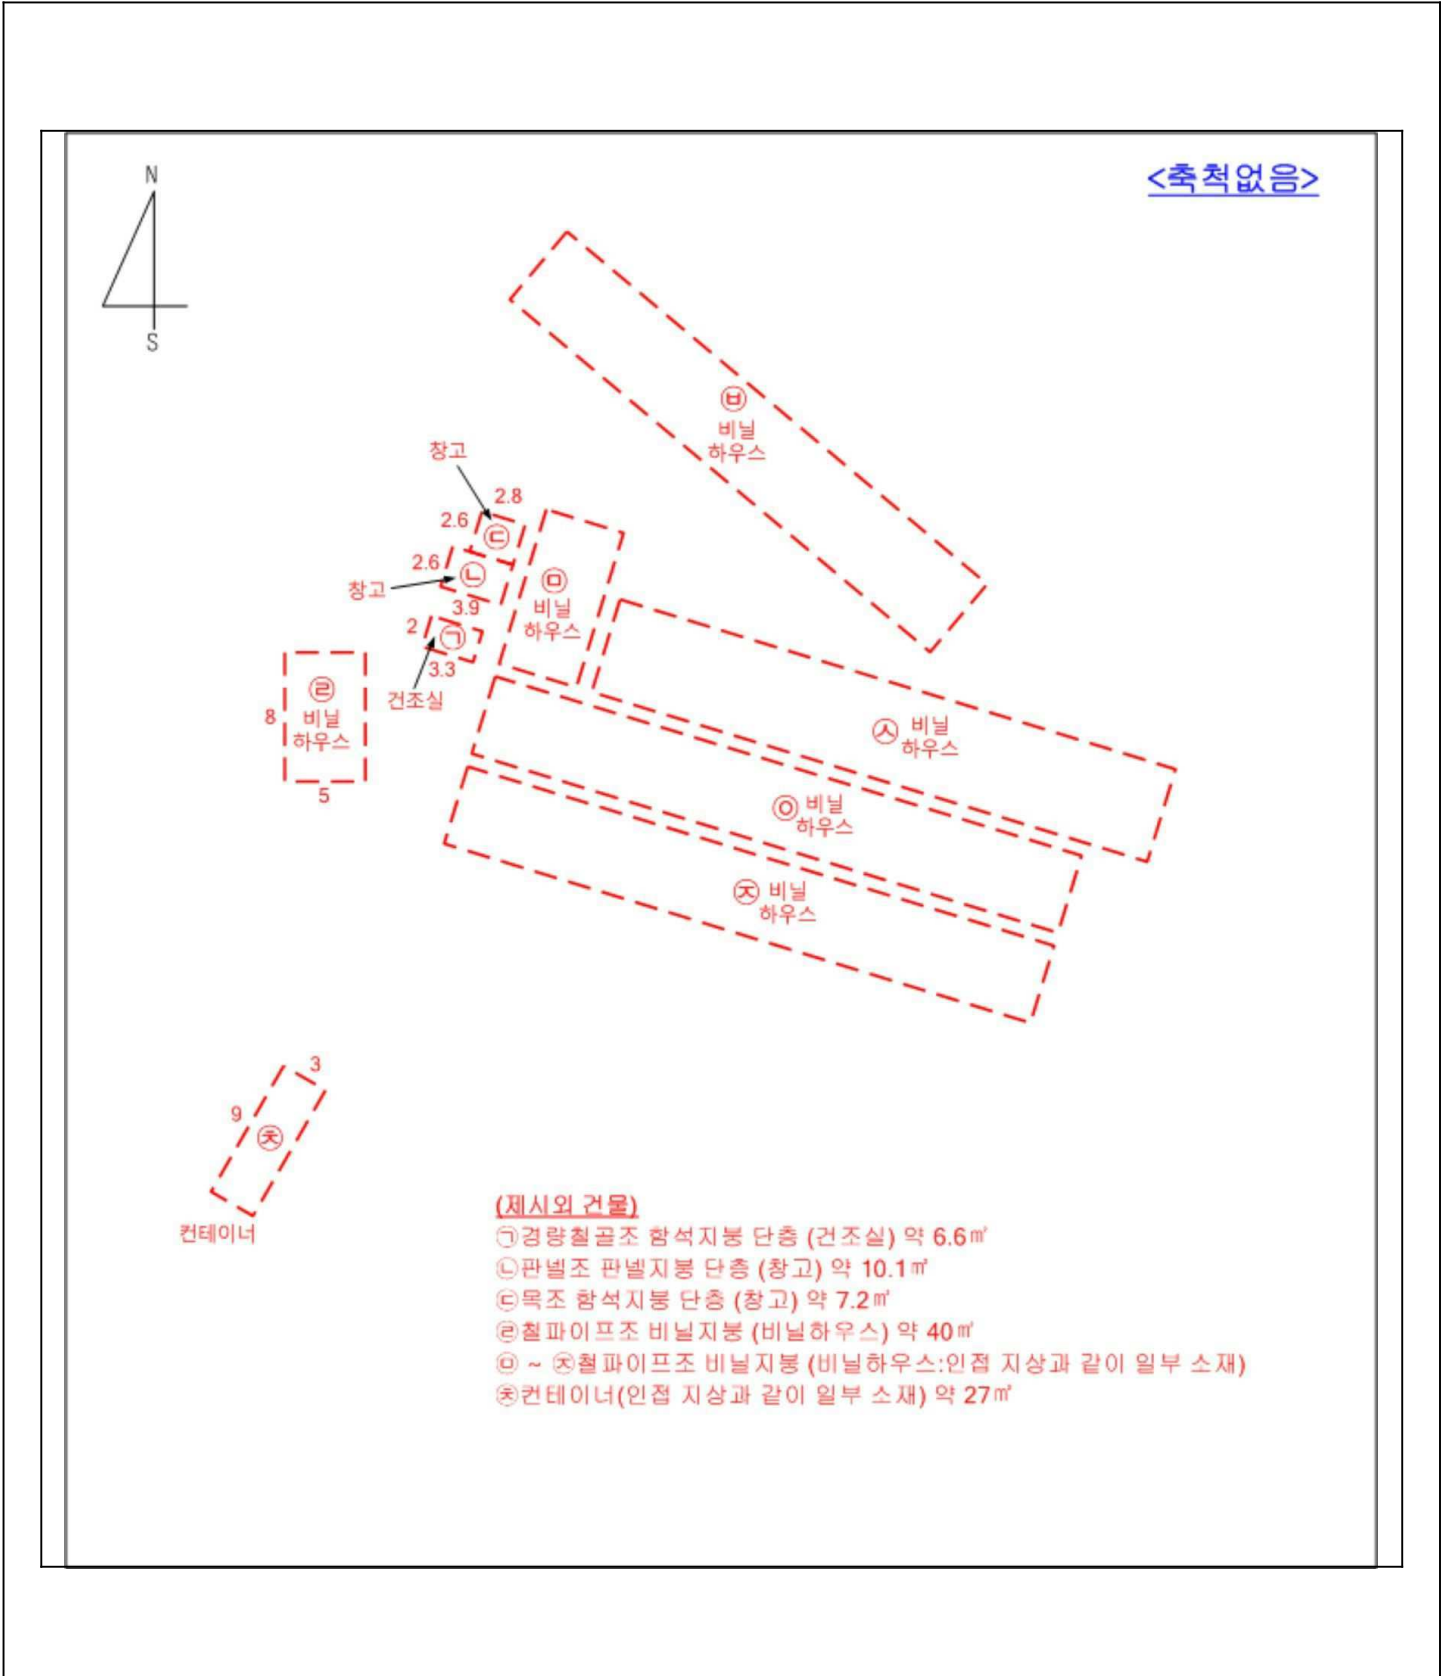 N
<축척없음>
S
㉥
비닐
하우스
창고
2.8
2.6
㉢
2.6
㉡
창고
3.9
㉤
비닐
하우스
2
㉠
3.3
건조실
㉣
비닐
하우스
8
5
㉦ 비닐
하우스
㉧ 비닐
하우스
㉨ 비닐
하우스
3
9
㉩
컨테이너
(제시외 건물)
㉠경량철골조 함석지붕 단층 (건조실) 약 6.6㎡
㉡판넬조 판넬지붕 단층 (창고) 약 10.1㎡
㉢목조 함석지붕 단층 (창고) 약 7.2㎡
㉣철파이프조 비닐지붕 (비닐하우스) 약 40㎡
㉤ ~ ㉨철파이프조 비닐지붕 (비닐하우스:인접 지상과 같이 일부 소재)
㉩컨테이너(인접 지상과 같이 일부 소재) 약 27㎡